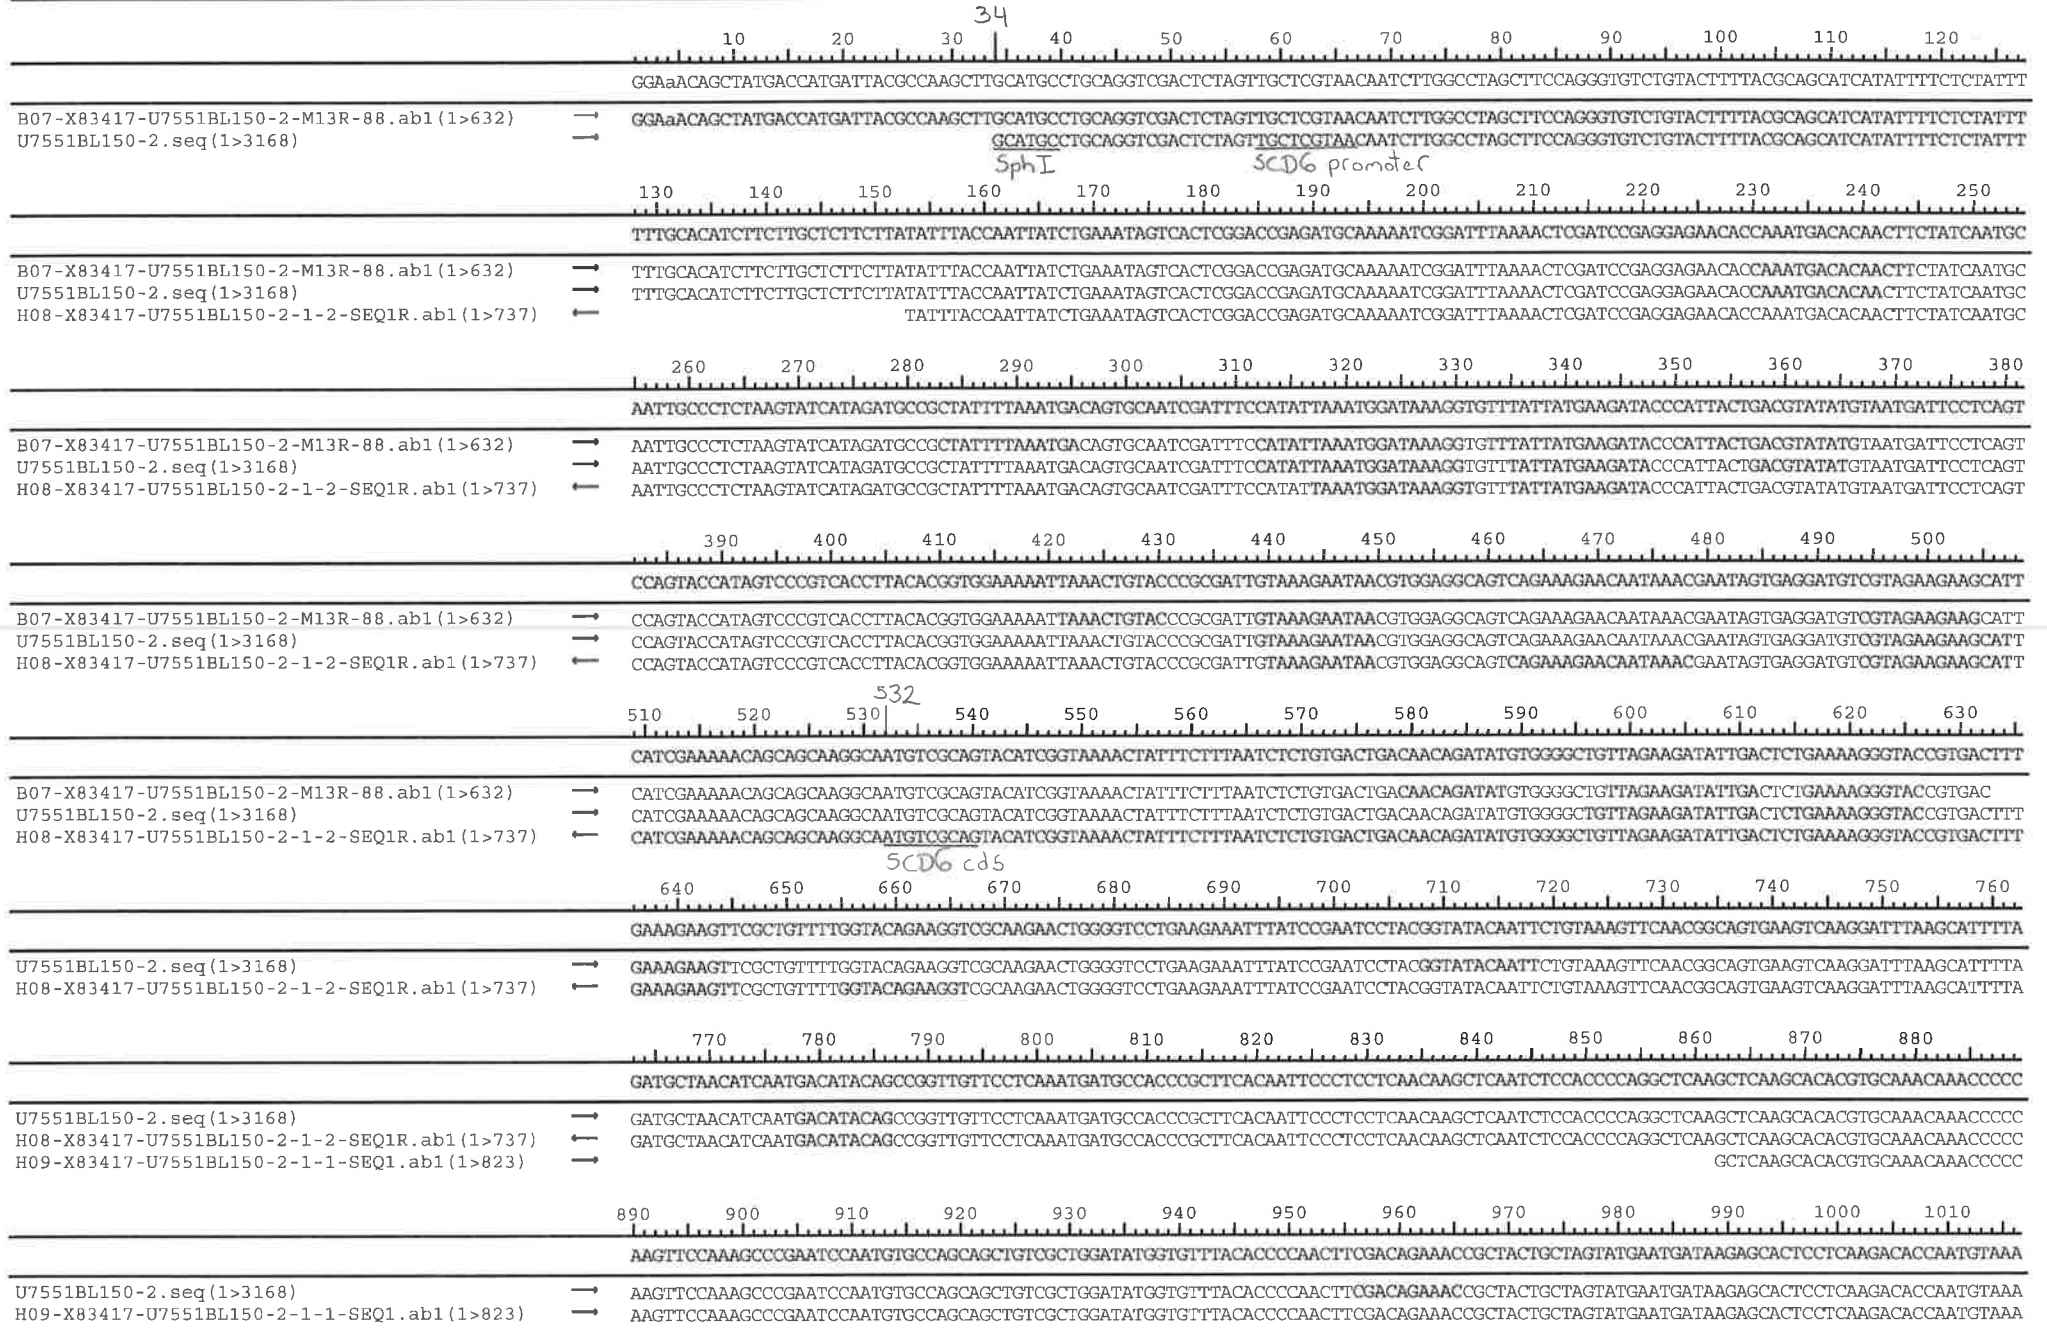 34
10 20 30 40 50 60 70 80 90 100 110 120
GGAaACAGCTATGACCATGATTACGCCAAGCTTGCATGCCTGCAGGTCGACTCTAGTTGCTCGTAACAATCTTGGCCTAGCTTCCAGGGTGTCTGTACTTTTACGCAGCATCATATTTTCTCTATTT
B07-X83417-U7551BL150-2-M13R-88.ab1(1>632) → GGAaACAGCTATGACCATGATTACGCCAAGCTTGCATGCCTGCAGGTCGACTCTAGTTGCTCGTAACAATCTTGGCCTAGCTTCCAGGGTGTCTGTACTTTTACGCAGCATCATATTTTCTCTATTT
U7551BL150-2.seq(1>3168) → GCATGCCTGCAGGTCGACTCTAGTTGCTCGTAACAATCTTGGCCTAGCTTCCAGGGTGTCTGTACTTTTACGCAGCATCATATTTTCTCTATTT
SphI SCD6 promoter
130 140 150 160 170 180 190 200 210 220 230 240 250
TTTGCACATCTTCTTGCTCTTCTTATATTTACCAATTATCTGAAATAGTCACTCGGACCGAGATGCAAAAATCGGATTTAAAACTCGATCCGAGGAGAACACCAAATGACACAACTTCTATCAATGC
B07-X83417-U7551BL150-2-M13R-88.ab1(1>632) → TTTGCACATCTTCTTGCTCTTCTTATATTTACCAATTATCTGAAATAGTCACTCGGACCGAGATGCAAAAATCGGATTTAAAACTCGATCCGAGGAGAACACCAAATGACACAACTTCTATCAATGC
U7551BL150-2.seq(1>3168) → TTTGCACATCTTCTTGCTCTTCTTATATTTACCAATTATCTGAAATAGTCACTCGGACCGAGATGCAAAAATCGGATTTAAAACTCGATCCGAGGAGAACACCAAATGACACAACTTCTATCAATGC
H08-X83417-U7551BL150-2-1-2-SEQ1R.ab1(1>737) ← TATTTACCAATTATCTGAAATAGTCACTCGGACCGAGATGCAAAAATCGGATTTAAAACTCGATCCGAGGAGAACACCAAATGACACAACTTCTATCAATGC
260 270 280 290 300 310 320 330 340 350 360 370 380
AATTGCCCTCTAAGTATCATAGATGCCGCTATTTTAAATGACAGTGCAATCGATTTCCATATTAAATGGATAAAGGTGTTTATTATGAAGATACCCATTACTGACGTATATGTAATGATTCCTCAGT
B07-X83417-U7551BL150-2-M13R-88.ab1(1>632) → AATTGCCCTCTAAGTATCATAGATGCCGCTATTTTAAATGACAGTGCAATCGATTTCCATATTAAATGGATAAAGGTGTTTATTATGAAGATACCCATTACTGACGTATATGTAATGATTCCTCAGT
U7551BL150-2.seq(1>3168) → AATTGCCCTCTAAGTATCATAGATGCCGCTATTTTAAATGACAGTGCAATCGATTTCCATATTAAATGGATAAAGGTGTTTATTATGAAGATACCCATTACTGACGTATATGTAATGATTCCTCAGT
H08-X83417-U7551BL150-2-1-2-SEQ1R.ab1(1>737) ← AATTGCCCTCTAAGTATCATAGATGCCGCTATTTTAAATGACAGTGCAATCGATTTCCATATTAAATGGATAAAGGTGTTTATTATGAAGATACCCATTACTGACGTATATGTAATGATTCCTCAGT
390 400 410 420 430 440 450 460 470 480 490 500
CCAGTACCATAGTCCCGTCACCTTACACGGTGGAAAAATTAAACTGTACCCGCGATTGTAAAGAATAACGTGGAGGCAGTCAGAAAGAACAATAAACGAATAGTGAGGATGTCGTAGAAGAAGCATT
B07-X83417-U7551BL150-2-M13R-88.ab1(1>632) → CCAGTACCATAGTCCCGTCACCTTACACGGTGGAAAAATTAAACTGTACCCGCGATTGTAAAGAATAACGTGGAGGCAGTCAGAAAGAACAATAAACGAATAGTGAGGATGTCGTAGAAGAAGCATT
U7551BL150-2.seq(1>3168) → CCAGTACCATAGTCCCGTCACCTTACACGGTGGAAAAATTAAACTGTACCCGCGATTGTAAAGAATAACGTGGAGGCAGTCAGAAAGAACAATAAACGAATAGTGAGGATGTCGTAGAAGAAGCATT
H08-X83417-U7551BL150-2-1-2-SEQ1R.ab1(1>737) ← CCAGTACCATAGTCCCGTCACCTTACACGGTGGAAAAATTAAACTGTACCCGCGATTGTAAAGAATAACGTGGAGGCAGTCAGAAAGAACAATAAACGAATAGTGAGGATGTCGTAGAAGAAGCATT
532
510 520 530 540 550 560 570 580 590 600 610 620 630
CATCGAAAAACAGCAGCAAGGCAATGTCGCAGTACATCGGTAAAACTATTTCTTTAATCTCTGTGACTGACAACAGATATGTGGGGCTGTTAGAAGATATTGACTCTGAAAAGGGTACCGTGACTTT
B07-X83417-U7551BL150-2-M13R-88.ab1(1>632) → CATCGAAAAACAGCAGCAAGGCAATGTCGCAGTACATCGGTAAAACTATTTCTTTAATCTCTGTGACTGACAACAGATATGTGGGGCTGTTAGAAGATATTGACTCTGAAAAGGGTACCGTGAC
U7551BL150-2.seq(1>3168) → CATCGAAAAACAGCAGCAAGGCAATGTCGCAGTACATCGGTAAAACTATTTCTTTAATCTCTGTGACTGACAACAGATATGTGGGGCTGTTAGAAGATATTGACTCTGAAAAGGGTACCGTGACTTT
H08-X83417-U7551BL150-2-1-2-SEQ1R.ab1(1>737) ← CATCGAAAAACAGCAGCAAGGCAATGTCGCAGTACATCGGTAAAACTATTTCTTTAATCTCTGTGACTGACAACAGATATGTGGGGCTGTTAGAAGATATTGACTCTGAAAAGGGTACCGTGACTTT
SCD6 cds
640 650 660 670 680 690 700 710 720 730 740 750 760
GAAAGAAGTTCGCTGTTTTGGTACAGAAGGTCGCAAGAACTGGGGTCCTGAAGAAATTTATCCGAATCCTACGGTATACAATTCTGTAAAGTTCAACGGCAGTGAAGTCAAGGATTTAAGCATTTTA
U7551BL150-2.seq(1>3168) → GAAAGAAGTTCGCTGTTTTGGTACAGAAGGTCGCAAGAACTGGGGTCCTGAAGAAATTTATCCGAATCCTACGGTATACAATTCTGTAAAGTTCAACGGCAGTGAAGTCAAGGATTTAAGCATTTTA
H08-X83417-U7551BL150-2-1-2-SEQ1R.ab1(1>737) ← GAAAGAAGTTCGCTGTTTTGGTACAGAAGGTCGCAAGAACTGGGGTCCTGAAGAAATTTATCCGAATCCTACGGTATACAATTCTGTAAAGTTCAACGGCAGTGAAGTCAAGGATTTAAGCATTTTA
770 780 790 800 810 820 830 840 850 860 870 880
GATGCTAACATCAATGACATACAGCCGGTTGTTCCTCAAATGATGCCACCCGCTTCACAATTCCCTCCTCAACAAGCTCAATCTCCACCCCAGGCTCAAGCTCAAGCACACGTGCAAACAAACCCCC
U7551BL150-2.seq(1>3168) → GATGCTAACATCAATGACATACAGCCGGTTGTTCCTCAAATGATGCCACCCGCTTCACAATTCCCTCCTCAACAAGCTCAATCTCCACCCCAGGCTCAAGCTCAAGCACACGTGCAAACAAACCCCC
H08-X83417-U7551BL150-2-1-2-SEQ1R.ab1(1>737) ← GATGCTAACATCAATGACATACAGCCGGTTGTTCCTCAAATGATGCCACCCGCTTCACAATTCCCTCCTCAACAAGCTCAATCTCCACCCCAGGCTCAAGCTCAAGCACACGTGCAAACAAACCCCC
H09-X83417-U7551BL150-2-1-1-SEQ1.ab1(1>823) → GCTCAAGCACACGTGCAAACAAACCCCC
890 900 910 920 930 940 950 960 970 980 990 1000 1010
AAGTTCCAAAGCCCGAATCCAATGTGCCAGCAGCTGTCGCTGGATATGGTGTTTACACCCCAACTTCGACAGAAACCGCTACTGCTAGTATGAATGATAAGAGCACTCCTCAAGACACCAATGTAAA
U7551BL150-2.seq(1>3168) → AAGTTCCAAAGCCCGAATCCAATGTGCCAGCAGCTGTCGCTGGATATGGTGTTTACACCCCAACTTCGACAGAAACCGCTACTGCTAGTATGAATGATAAGAGCACTCCTCAAGACACCAATGTAAA
H09-X83417-U7551BL150-2-1-1-SEQ1.ab1(1>823) → AAGTTCCAAAGCCCGAATCCAATGTGCCAGCAGCTGTCGCTGGATATGGTGTTTACACCCCAACTTCGACAGAAACCGCTACTGCTAGTATGAATGATAAGAGCACTCCTCAAGACACCAATGTAAA